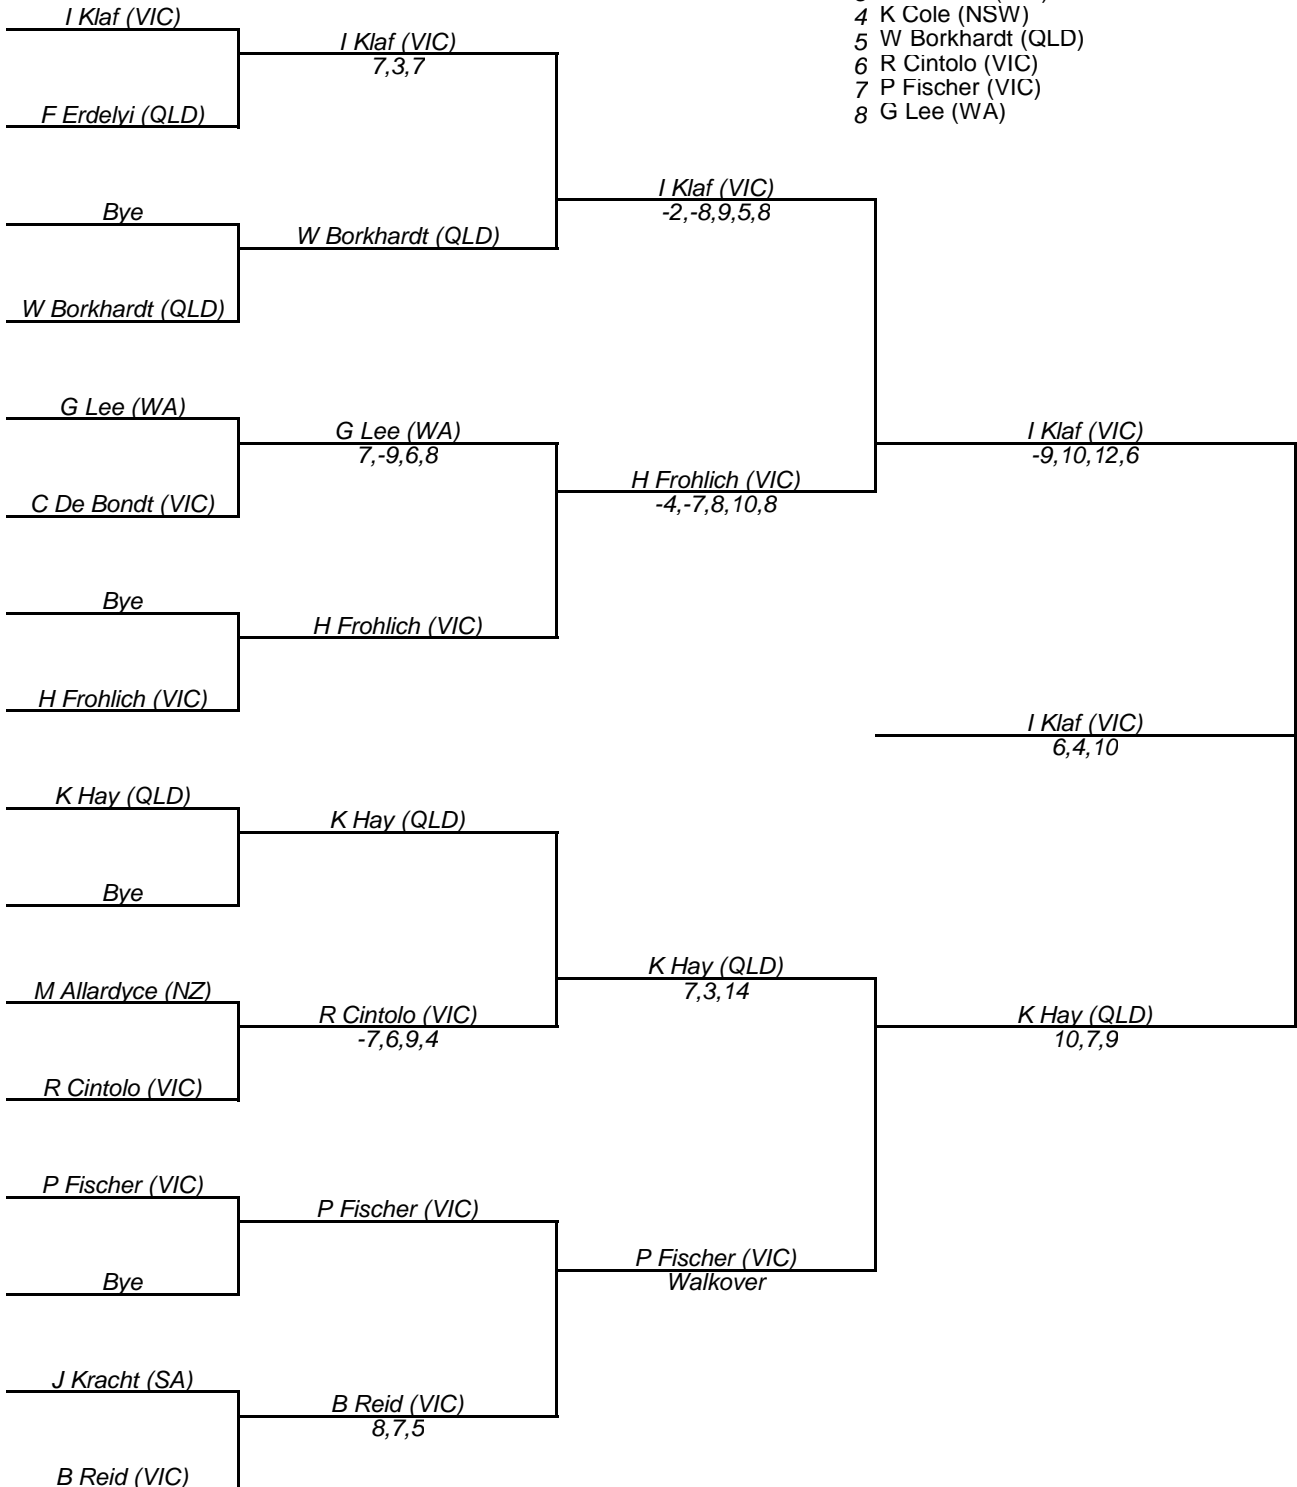 I Klaf (VIC)
F Erdelyi (QLD)
Bye
W Borkhardt (QLD)
G Lee (WA)
C De Bondt (VIC)
Bye
H Frohlich (VIC)
K Hay (QLD)
Bye
M Allardyce (NZ)
R Cintolo (VIC)
P Fischer (VIC)
Bye
J Kracht (SA)
B Reid (VIC)
I Klaf (VIC)
7,3,7
W Borkhardt (QLD)
G Lee (WA)
7,-9,6,8
H Frohlich (VIC)
K Hay (QLD)
R Cintolo (VIC)
-7,6,9,4
P Fischer (VIC)
B Reid (VIC)
8,7,5
I Klaf (VIC)
-2,-8,9,5,8
H Frohlich (VIC)
-4,-7,8,10,8
K Hay (QLD)
7,3,14
P Fischer (VIC)
Walkover
4 K Cole (NSW)
5 W Borkhardt (QLD)
6 R Cintolo (VIC)
7 P Fischer (VIC)
8 G Lee (WA)
I Klaf (VIC)
-9,10,12,6
I Klaf (VIC)
6,4,10
K Hay (QLD)
10,7,9